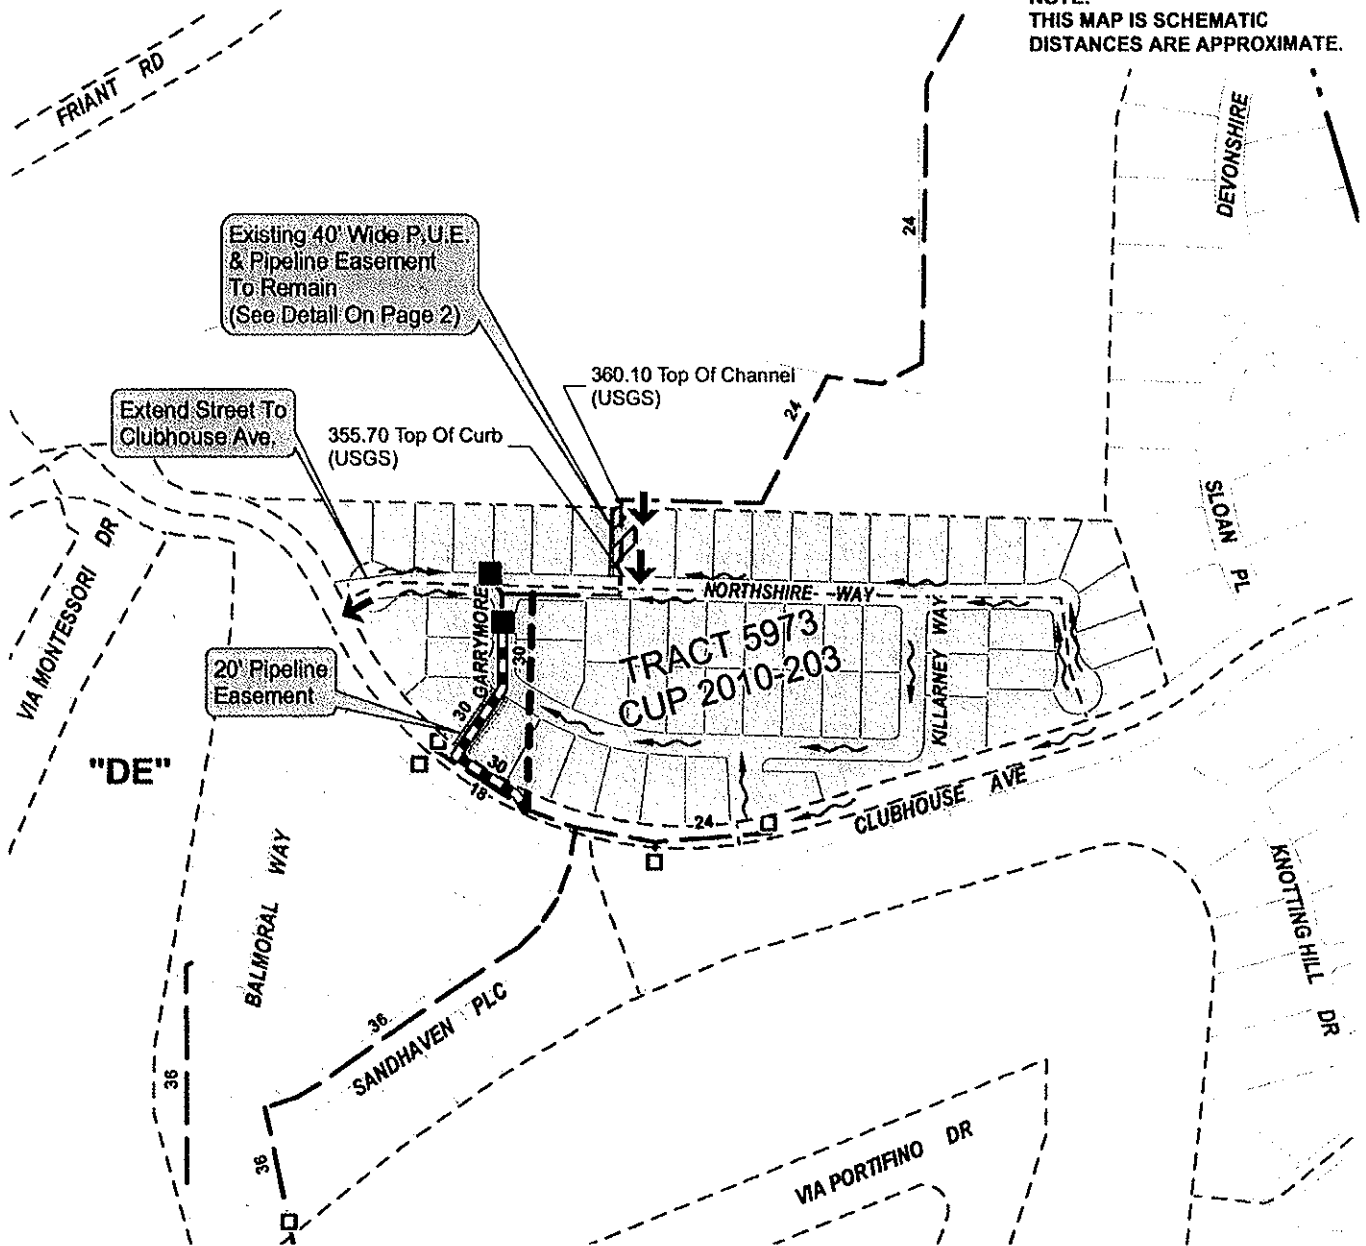 NOTE:
THIS MAP IS SCHEMATIC
DISTANCES ARE APPROXIMATE.
FRIANT RD
DEVONSHIRE
24
Existing 40' Wide P.U.E.
& Pipeline Easement
To Remain
(See Detail On Page 2)
360.10 Top Of Channel
(USGS)
24
Extend Street To
Clubhouse Ave.
355.70 Top Of Curb
(USGS)
SLOAN PL
VIA MONTESSORI DR
NORTHSHIRE WAY
GARRYMORE
KILLARNEY WAY
TRACT 5973
CUP 2010-203
30
20' Pipeline
Easement
30
"DE"
30
18
24
CLUBHOUSE AVE
BALMORAL WAY
KNOTTING HILL DR
36
SANDHAVEN PLC
36
36
VIA PORTIFINO DR